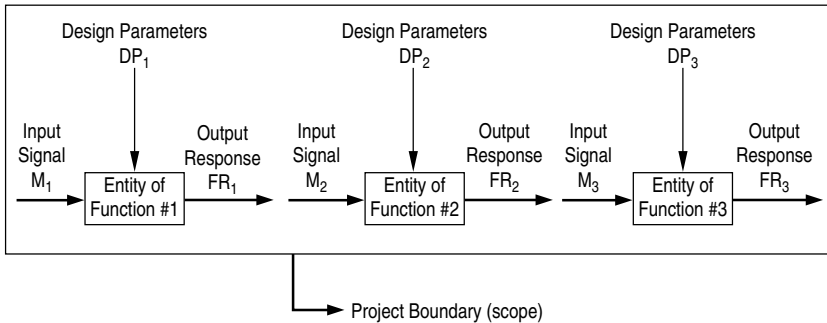 Design Parameters
DP₁
Design Parameters
DP₂
Design Parameters
DP₃
Input
Signal
M₁
Output
Response
FR₁
Input
Signal
M₂
Output
Response
FR₂
Input
Signal
M₃
Output
Response
FR₃
Entity of
Function #1
Entity of
Function #2
Entity of
Function #3
Project Boundary (scope)